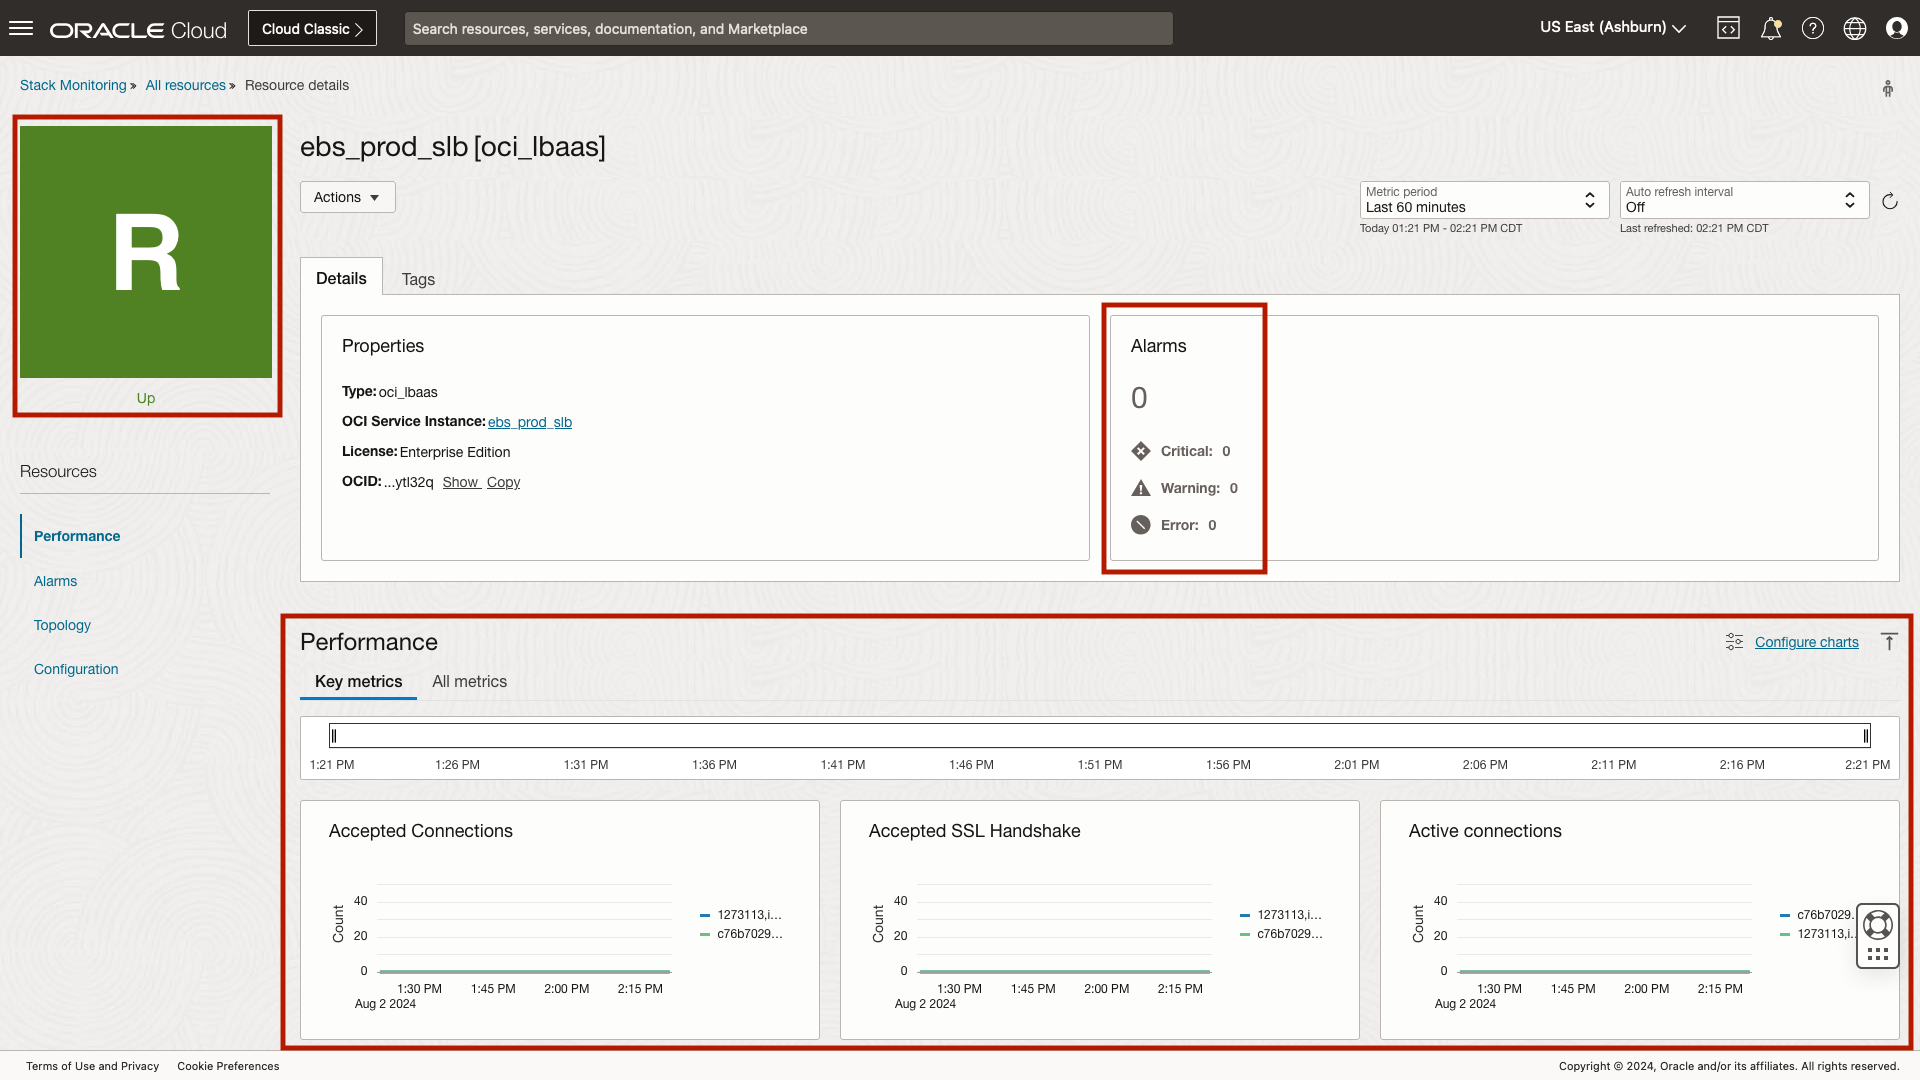 ORACLE Cloud
Cloud Classic
Search resources, services, documentation, and Marketplace
US East (Ashburn)
Stack Monitoring » All resources » Resource details
R
Up
ebs_prod_slb [oci_lbaas]
Actions
Metric period
Last 60 minutes
Today 01:21 PM - 02:21 PM CDT
Auto refresh interval
Off
Last refreshed: 02:21 PM CDT
Details
Tags
Properties
Type: oci_lbaas
OCI Service Instance: ebs_prod_slb
License: Enterprise Edition
OCID: ...ytl32q Show Copy
Alarms
0
Critical: 0
Warning: 0
Error: 0
Resources
Performance
Alarms
Topology
Configuration
Performance
Configure charts
Key metrics
All metrics
1:21 PM 1:26 PM 1:31 PM 1:36 PM 1:41 PM 1:46 PM 1:51 PM 1:56 PM 2:01 PM 2:06 PM 2:11 PM 2:16 PM 2:21 PM
Accepted Connections
Count
40
20
0
1:30 PM 1:45 PM 2:00 PM 2:15 PM
Aug 2 2024
1273113,i...
c76b7029...
Accepted SSL Handshake
Count
40
20
0
1:30 PM 1:45 PM 2:00 PM 2:15 PM
Aug 2 2024
1273113,i...
c76b7029...
Active connections
Count
40
20
0
1:30 PM 1:45 PM 2:00 PM 2:15 PM
Aug 2 2024
c76b7029.
1273113,i..
Terms of Use and Privacy
Cookie Preferences
Copyright © 2024, Oracle and/or its affiliates. All rights reserved.